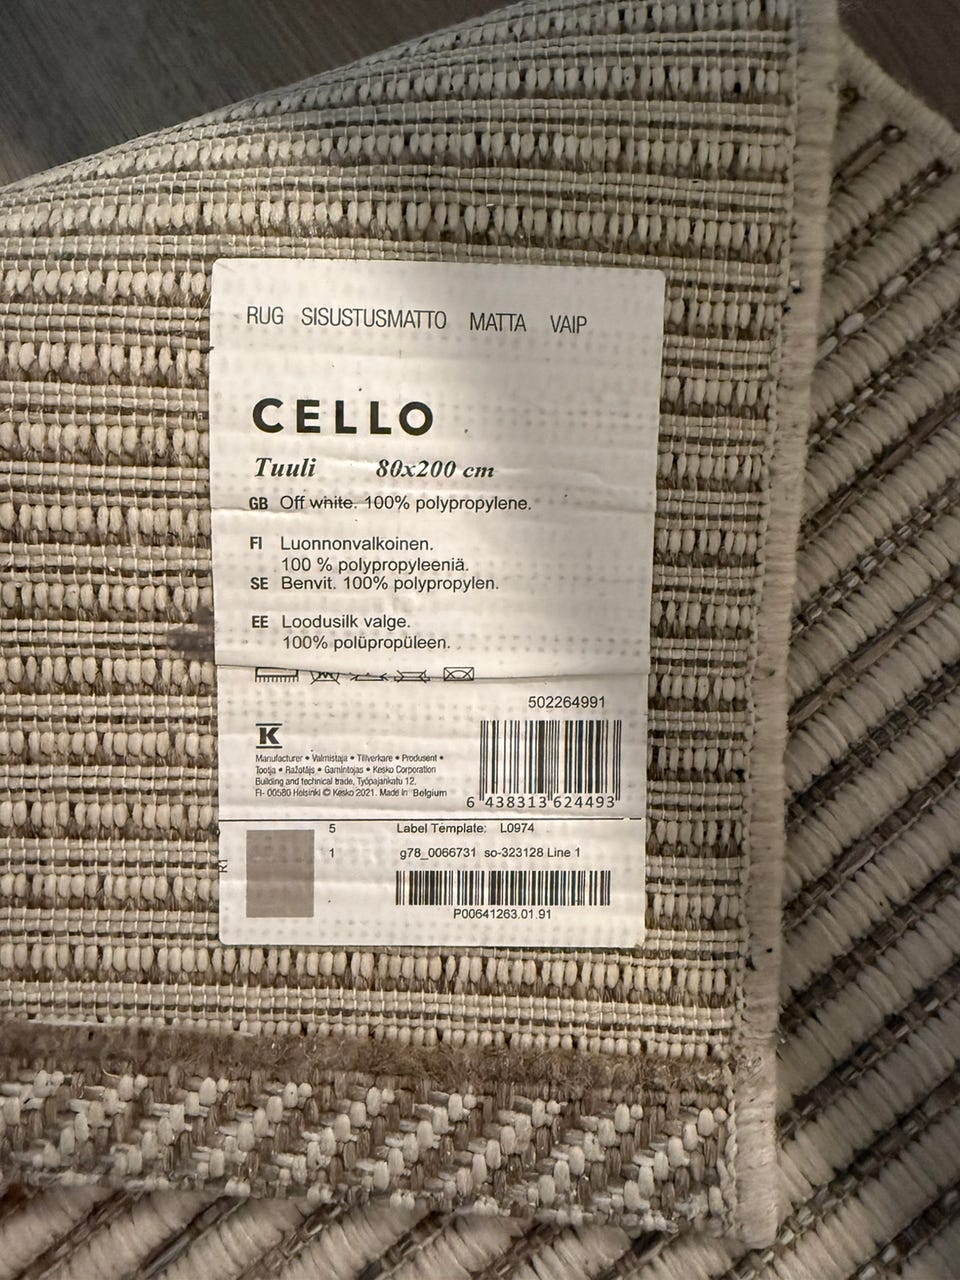 RUG SISUSTUSMATTO MATTA VAIP
CELLO
Tuuli 80x200 cm
GB Off white. 100% polypropylene.
FI Luonnonvalkoinen.
100 % polypropyleeniä.
SE Benvit. 100% polypropylen.
EE Loodusilk valge.
100% polüpropüleen.
502264991
K
Manufacturer • Valmistaja • Tillverkare • Produsent •
Tootja • Ražotājs • Gamintojas • Kesko Corporation
Building and technical trade, Työpajankatu 12,
FI- 00580 Helsinki © Kesko 2021. Made in Belgium
6 438313 624493
5 Label Template: L0974
1 g78_0066731 so-323128 Line 1
R1
P00641263.01.91